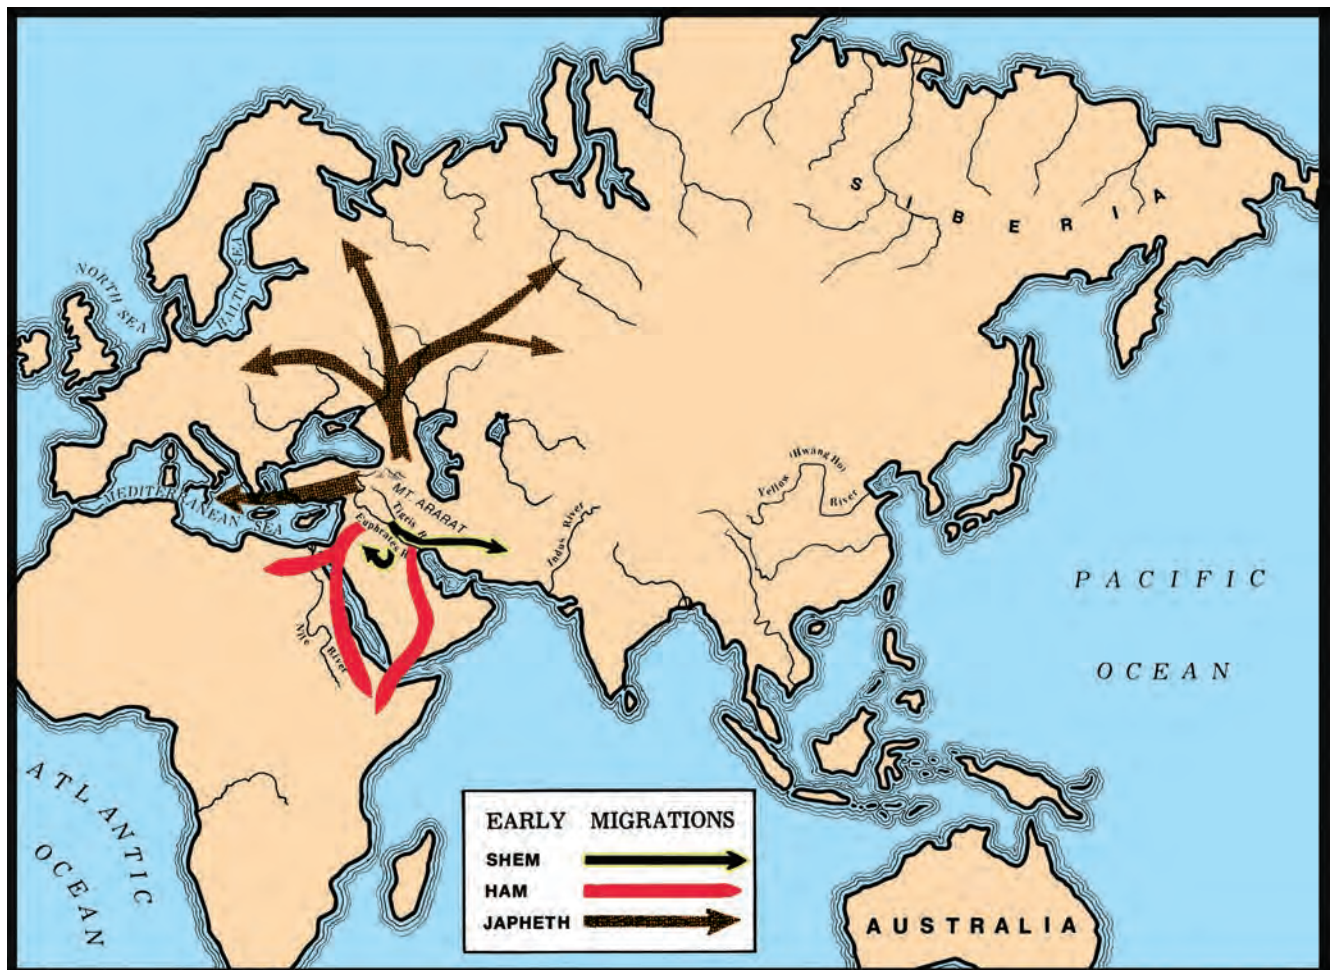 SIBERIA
NORTH SEA
BALTIC SEA
MEDITERRANEAN SEA
MT. ARARAT
Tigris R.
Euphrates R.
Indus River
Yellow
(Hwang Ho)
River
Nile River
PACIFIC
OCEAN
ATLANTIC
OCEAN
EARLY MIGRATIONS
SHEM
HAM
JAPHETH
AUSTRALIA